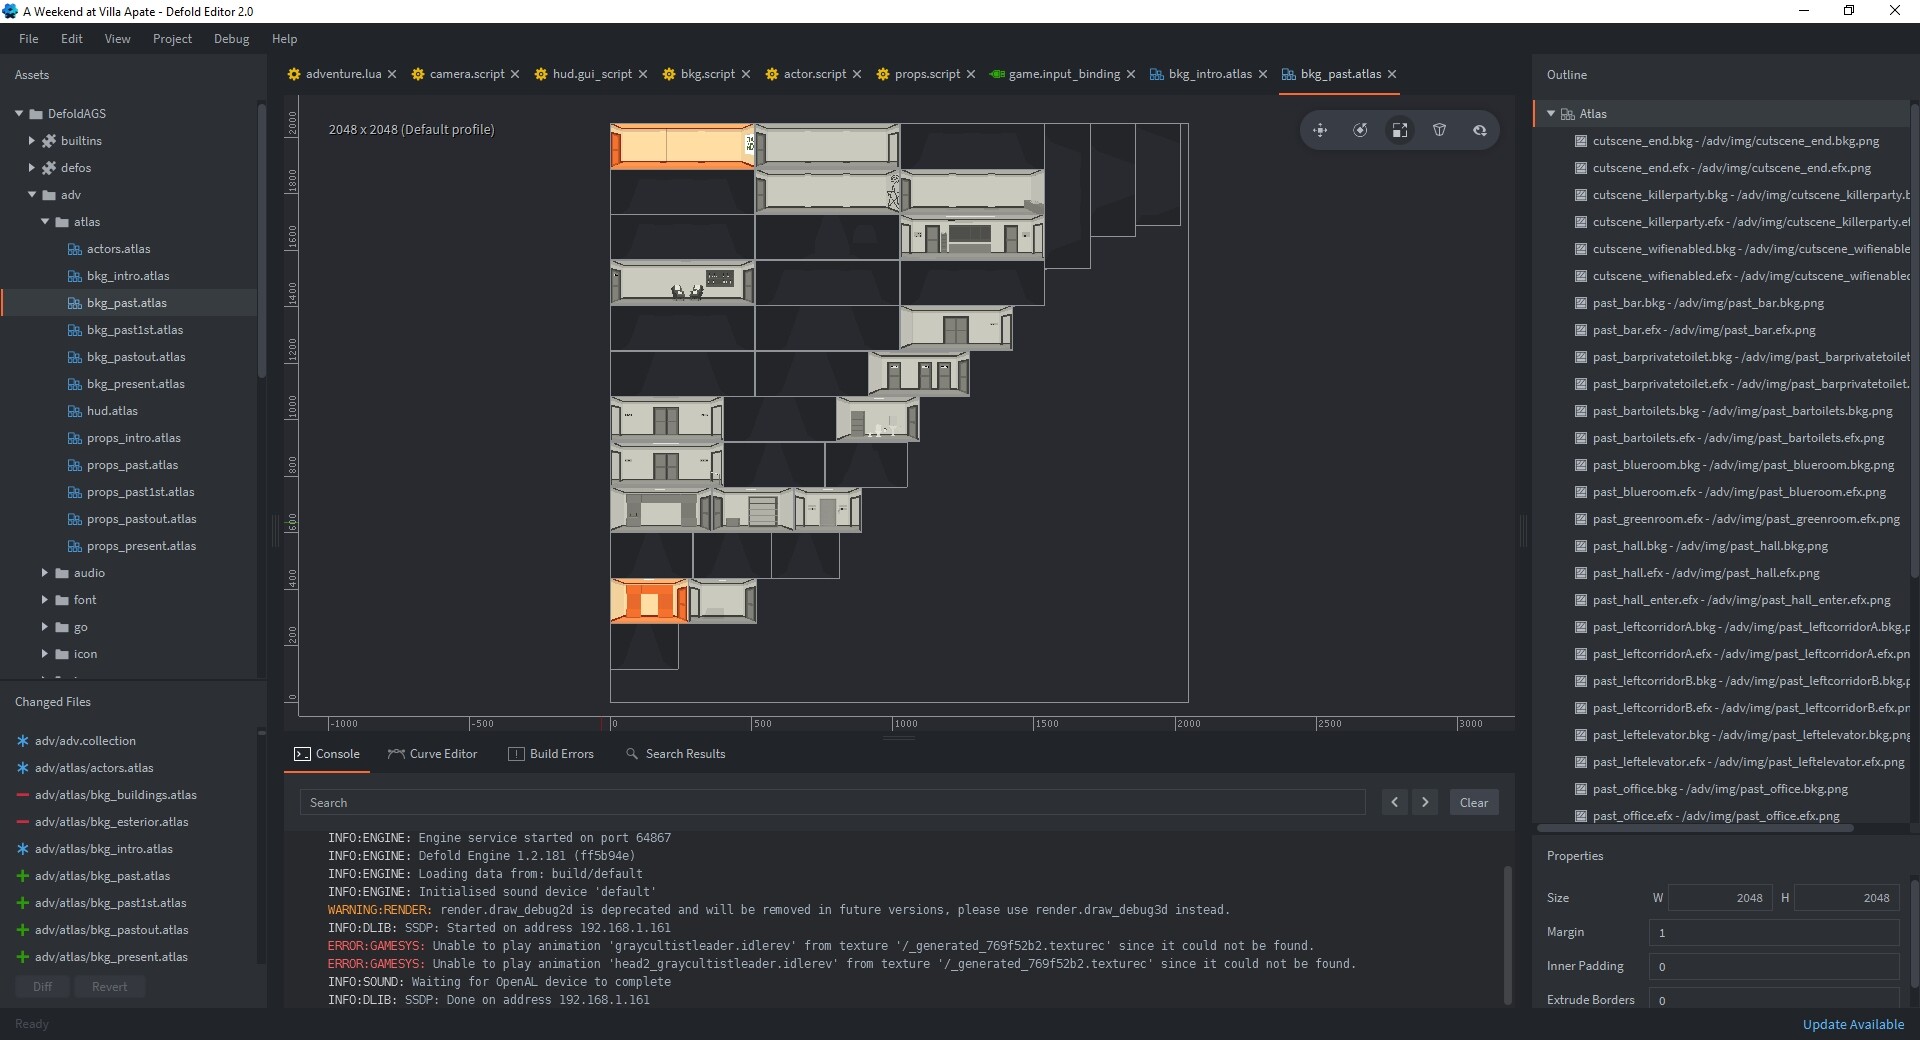 A Weekend at Villa Apate - Defold Editor 2.0
File Edit View Project Debug Help
Assets
DefoldAGS
builtins
defos
adv
atlas
actors.atlas
bkg_intro.atlas
bkg_past.atlas
bkg_past1st.atlas
bkg_pastout.atlas
bkg_present.atlas
hud.atlas
props_intro.atlas
props_past.atlas
props_past1st.atlas
props_pastout.atlas
props_present.atlas
audio
font
go
icon
Changed Files
adv/adv.collection
adv/atlas/actors.atlas
adv/atlas/bkg_buildings.atlas
adv/atlas/bkg_esterior.atlas
adv/atlas/bkg_intro.atlas
adv/atlas/bkg_past.atlas
adv/atlas/bkg_past1st.atlas
adv/atlas/bkg_pastout.atlas
adv/atlas/bkg_present.atlas
Diff Revert
Ready
adventure.lua camera.script hud.gui_script bkg.script actor.script props.script game.input_binding bkg_intro.atlas bkg_past.atlas
2048 x 2048 (Default profile)
2000
1800
1600
1400
1200
1000
800
600
400
200
0
-1000 -500 0 500 1000 1500 2000 2500 3000
Console Curve Editor Build Errors Search Results
Search Clear
INFO:ENGINE: Engine service started on port 64867
INFO:ENGINE: Defold Engine 1.2.181 (ff5b94e)
INFO:ENGINE: Loading data from: build/default
INFO:ENGINE: Initialised sound device 'default'
WARNING:RENDER: render.draw_debug2d is deprecated and will be removed in future versions, please use render.draw_debug3d instead.
INFO:DLIB: SSDP: Started on address 192.168.1.161
ERROR:GAMESYS: Unable to play animation 'graycultistleader.idlerev' from texture '/_generated_769f52b2.texturec' since it could not be found.
ERROR:GAMESYS: Unable to play animation 'head2_graycultistleader.idlerev' from texture '/_generated_769f52b2.texturec' since it could not be found.
INFO:SOUND: Waiting for OpenAL device to complete
INFO:DLIB: SSDP: Done on address 192.168.1.161
Outline
Atlas
cutscene_end.bkg - /adv/img/cutscene_end.bkg.png
cutscene_end.efx - /adv/img/cutscene_end.efx.png
cutscene_killerparty.bkg - /adv/img/cutscene_killerparty.b
cutscene_killerparty.efx - /adv/img/cutscene_killerparty.ef
cutscene_wifienabled.bkg - /adv/img/cutscene_wifienable
cutscene_wifienabled.efx - /adv/img/cutscene_wifienabled
past_bar.bkg - /adv/img/past_bar.bkg.png
past_bar.efx - /adv/img/past_bar.efx.png
past_barprivatetoilet.bkg - /adv/img/past_barprivatetoilet
past_barprivatetoilet.efx - /adv/img/past_barprivatetoilet.
past_bartoilets.bkg - /adv/img/past_bartoilets.bkg.png
past_bartoilets.efx - /adv/img/past_bartoilets.efx.png
past_blueroom.bkg - /adv/img/past_blueroom.bkg.png
past_blueroom.efx - /adv/img/past_blueroom.efx.png
past_greenroom.efx - /adv/img/past_greenroom.efx.png
past_hall.bkg - /adv/img/past_hall.bkg.png
past_hall.efx - /adv/img/past_hall.efx.png
past_hall_enter.efx - /adv/img/past_hall_enter.efx.png
past_leftcorridorA.bkg - /adv/img/past_leftcorridorA.bkg.p
past_leftcorridorA.efx - /adv/img/past_leftcorridorA.efx.pn
past_leftcorridorB.bkg - /adv/img/past_leftcorridorB.bkg.p
past_leftcorridorB.efx - /adv/img/past_leftcorridorB.efx.pn
past_leftelevator.bkg - /adv/img/past_leftelevator.bkg.png
past_leftelevator.efx - /adv/img/past_leftelevator.efx.png
past_office.bkg - /adv/img/past_office.bkg.png
past_office.efx - /adv/img/past_office.efx.png
Properties
Size W 2048 H 2048
Margin 1
Inner Padding 0
Extrude Borders 0
Update Available